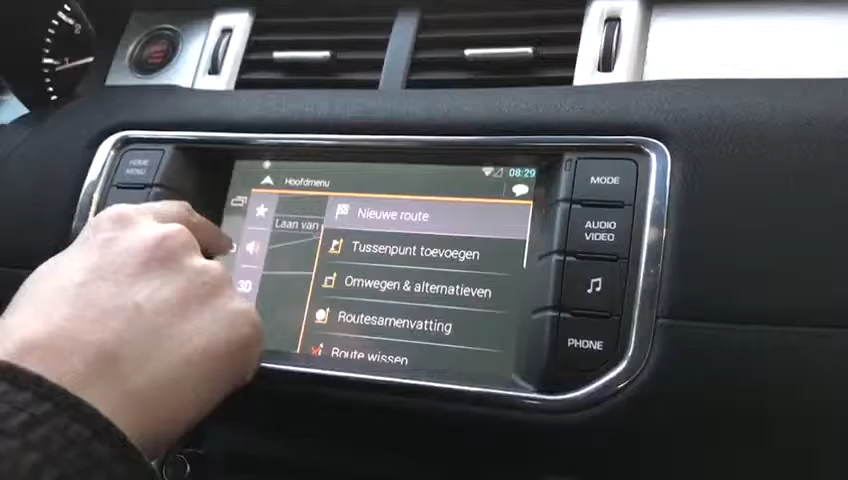 HOME
MENU
Hoofdmenu
08:29
MODE
Nieuwe route
Laan van
Tussenpunt toevoegen
AUDIO
VIDEO
3D
Omwegen & alternatieven
Routesamenvatting
PHONE
Route wissen